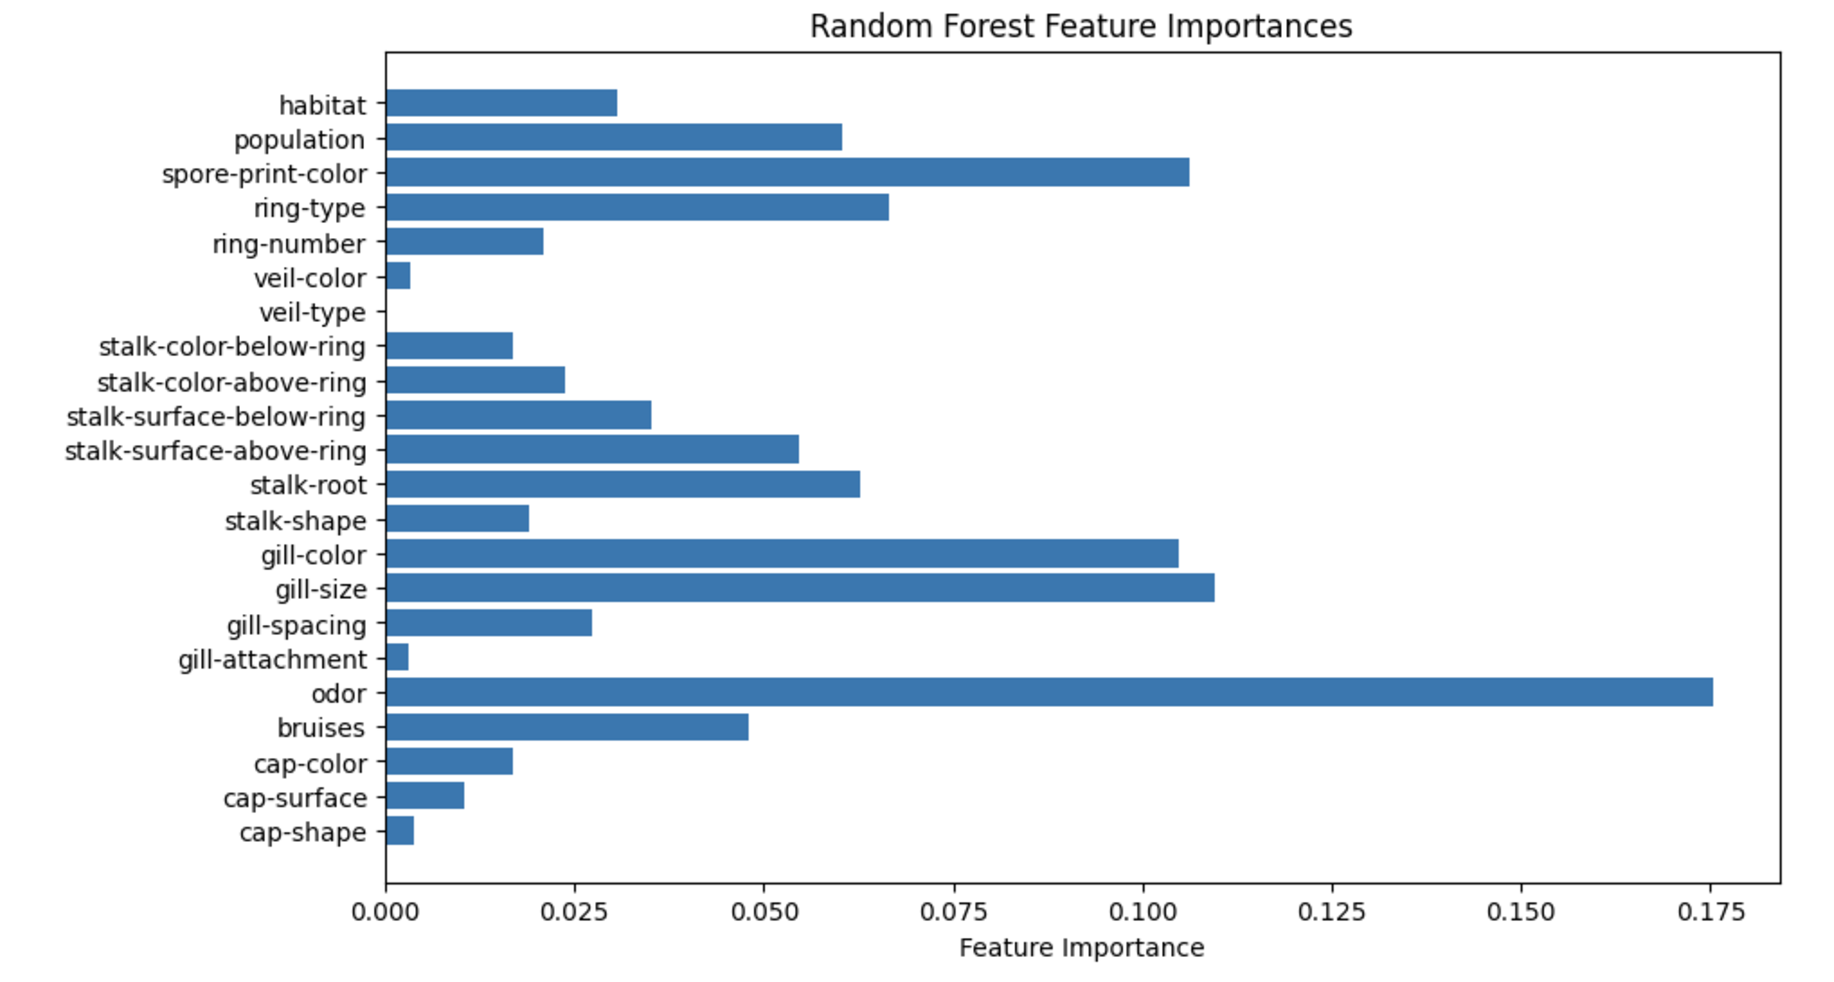 Random Forest Feature Importances
habitat
population
spore-print-color
ring-type
ring-number
veil-color
veil-type
stalk-color-below-ring
stalk-color-above-ring
stalk-surface-below-ring
stalk-surface-above-ring
stalk-root
stalk-shape
gill-color
gill-size
gill-spacing
gill-attachment
odor
bruises
cap-color
cap-surface
cap-shape
0.000 0.025 0.050 0.075 0.100 0.125 0.150 0.175
Feature Importance